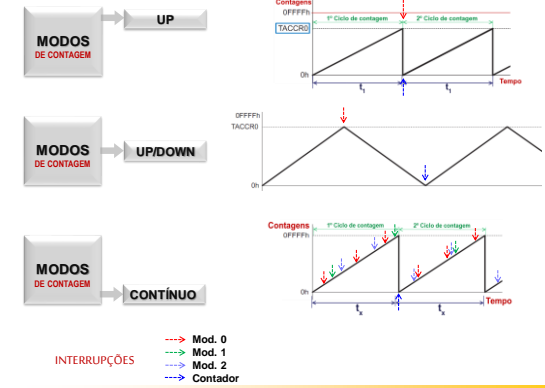 MODOS
DE CONTAGEM
UP
Contagens
0FFFFh
TACCR0
0h
1º Ciclo de contagem
2º Ciclo de contagem
t1
t1
Tempo
MODOS
DE CONTAGEM
UP/DOWN
0FFFFh
TACCR0
0h
MODOS
DE CONTAGEM
CONTÍNUO
Contagens
0FFFFh
0h
1º Ciclo de contagem
2º Ciclo de contagem
tx
tx
Tempo
INTERRUPÇÕES
Mod. 0
Mod. 1
Mod. 2
Contador